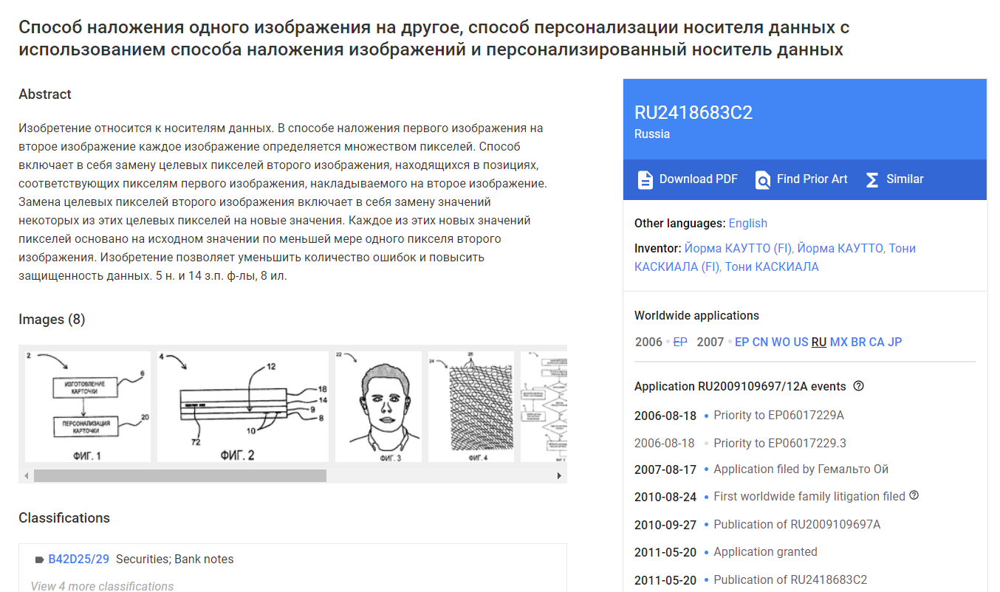 Способ наложения одного изображения на другое, способ персонализации носителя данных с
использованием способа наложения изображений и персонализированный носитель данных
Abstract
Изобретение относится к носителям данных. В способе наложения первого изображения на
второе изображение каждое изображение определяется множеством пикселей. Способ
включает в себя замену целевых пикселей второго изображения, находящихся в позициях,
соответствующих пикселям первого изображения, накладываемого на второе изображение.
Замена целевых пикселей второго изображения включает в себя замену значений
некоторых из этих целевых пикселей на новые значения. Каждое из этих новых значений
пикселей основано на исходном значении по меньшей мере одного пикселя второго
изображения. Изобретение позволяет уменьшить количество ошибок и повысить
защищенность данных. 5 н. и 14 з.п. ф-лы, 8 ил.
Images (8)
2
6
ИЗГОТОВЛЕНИЕ
КАРТОЧКИ
20
ПЕРСОНАЛИЗАЦИЯ
КАРТОЧКИ
ФИГ. 1
4
12
18
14
9
8
10
72
ФИГ. 2
22
ФИГ. 3
24
26
ФИГ. 4
Classifications
B42D25/29 Securities; Bank notes
View 4 more classifications
RU2418683C2
Russia
Download PDF Find Prior Art Similar
Other languages: English
Inventor: Йорма КАУТТО (FI), Йорма КАУТТО, Тони
КАСКИАЛА (FI), Тони КАСКИАЛА
Worldwide applications
2006 EP 2007 EP CN WO US RU MX BR CA JP
Application RU2009109697/12A events
2006-08-18 Priority to EP06017229A
2006-08-18 Priority to EP06017229.3
2007-08-17 Application filed by Гемальто Ой
2010-08-24 First worldwide family litigation filed
2010-09-27 Publication of RU2009109697A
2011-05-20 Application granted
2011-05-20 Publication of RU2418683C2